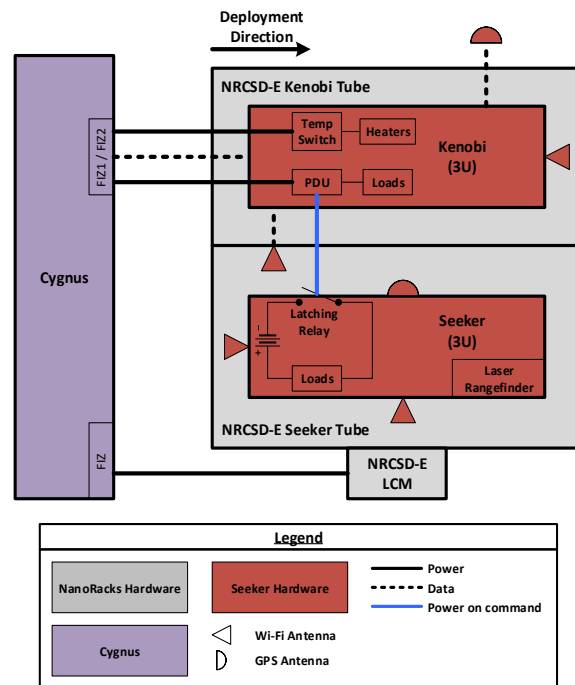 Deployment
Direction
NRCSD-E Kenobi Tube
FIZ1 / FIZ2
Temp
Switch
Heaters
Kenobi
(3U)
PDU
Loads
Cygnus
Latching
Relay
Seeker
(3U)
-
+
Loads
Laser
Rangefinder
NRCSD-E Seeker Tube
FIZ
NRCSD-E
LCM
Legend
NanoRacks Hardware
Seeker Hardware
Power
Data
Power on command
Cygnus
Wi-Fi Antenna
GPS Antenna